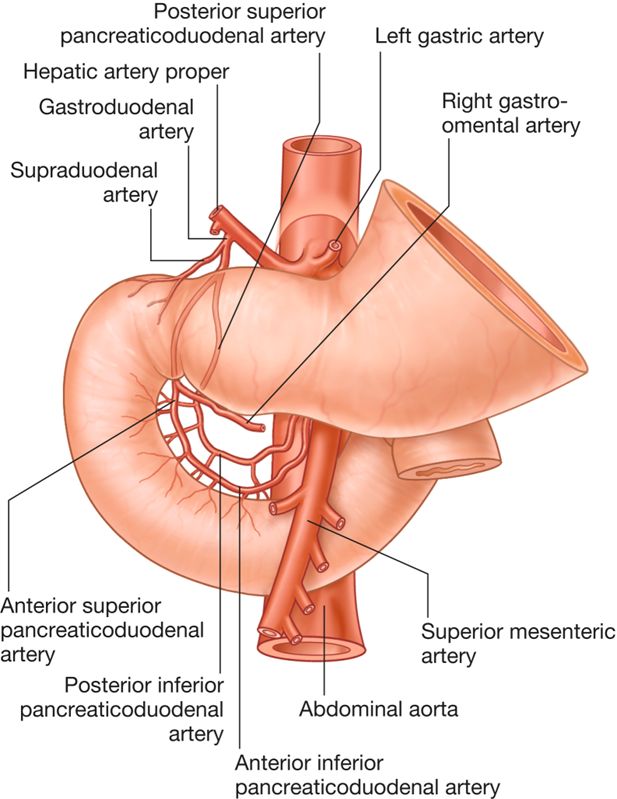 Posterior superior
pancreaticoduodenal artery
Left gastric artery
Hepatic artery proper
Gastroduodenal
artery
Right gastro-
omental artery
Supraduodenal
artery
Anterior superior
pancreaticoduodenal
artery
Superior mesenteric
artery
Posterior inferior
pancreaticoduodenal
artery
Abdominal aorta
Anterior inferior
pancreaticoduodenal artery